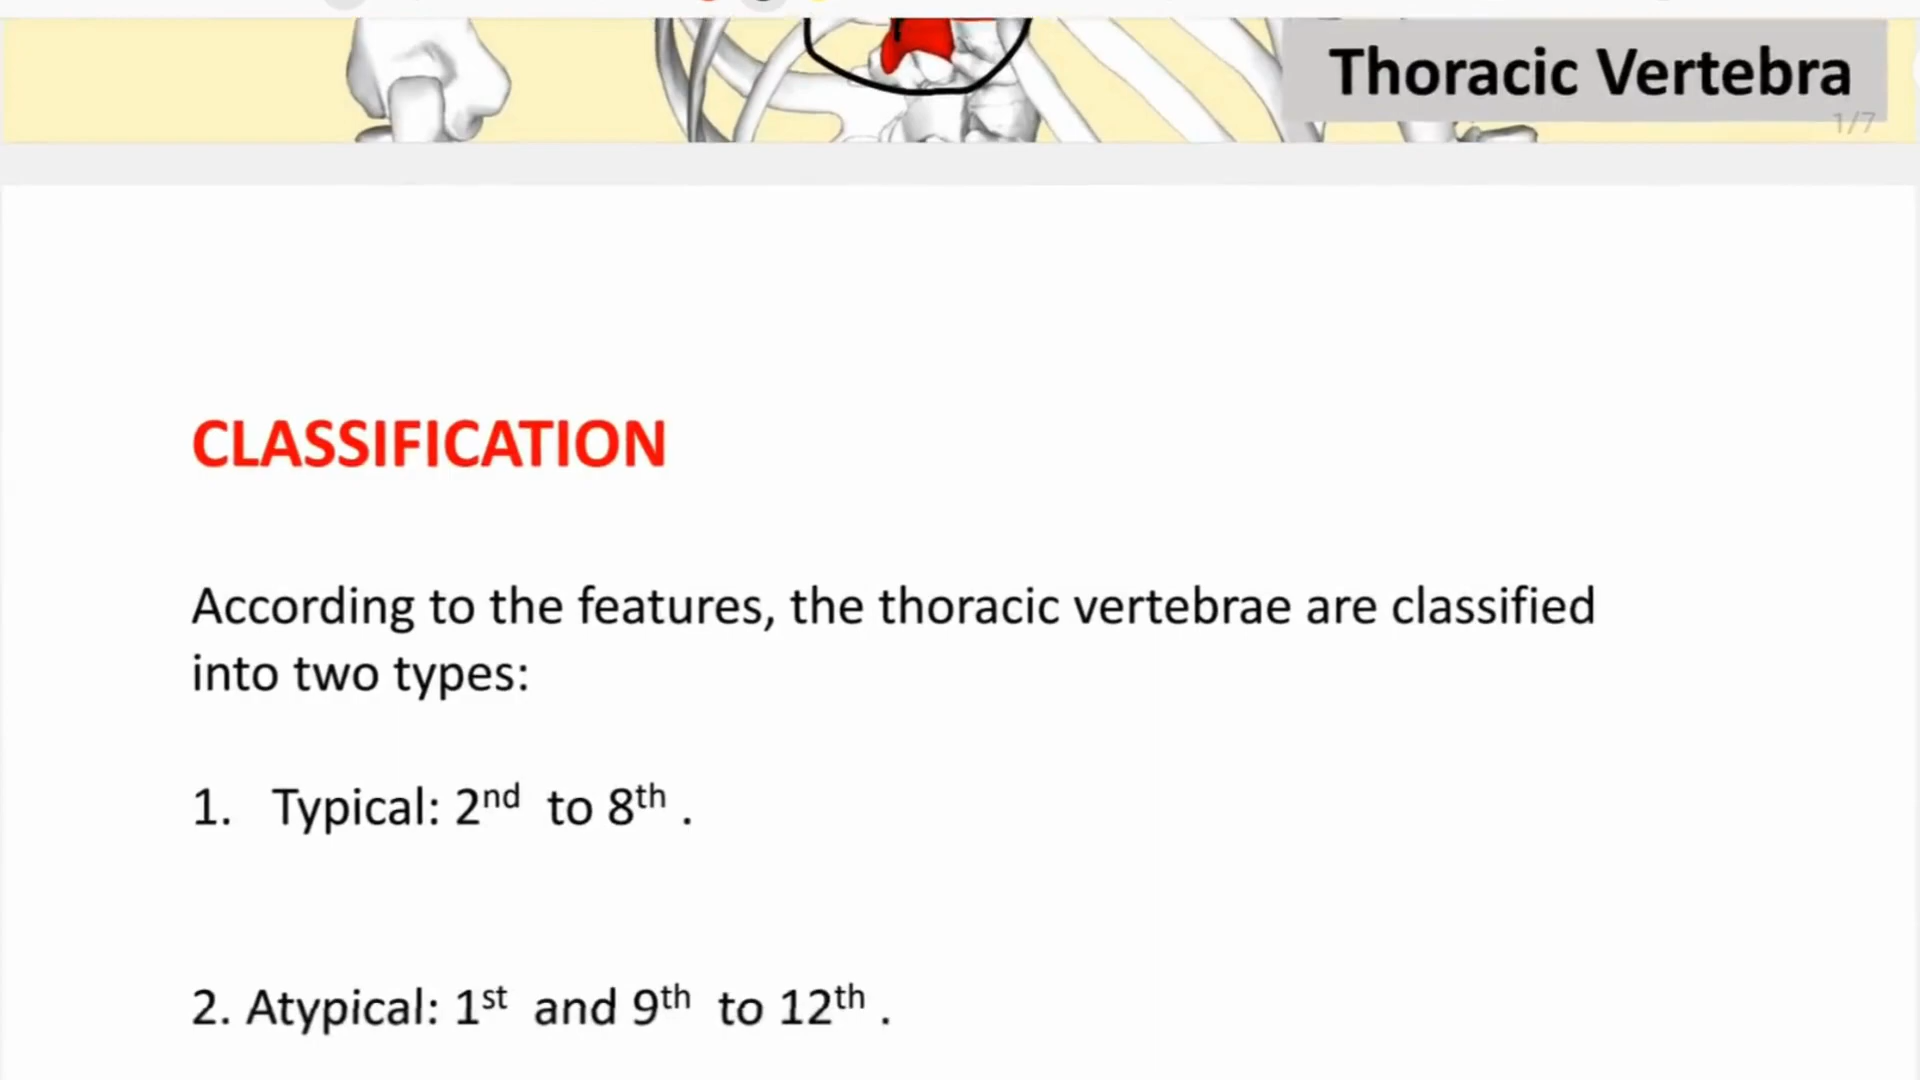 Thoracic Vertebra
1/7
CLASSIFICATION
According to the features, the thoracic vertebrae are classified
into two types:
1. Typical: 2nd to 8th .
2. Atypical: 1st and 9th to 12th .